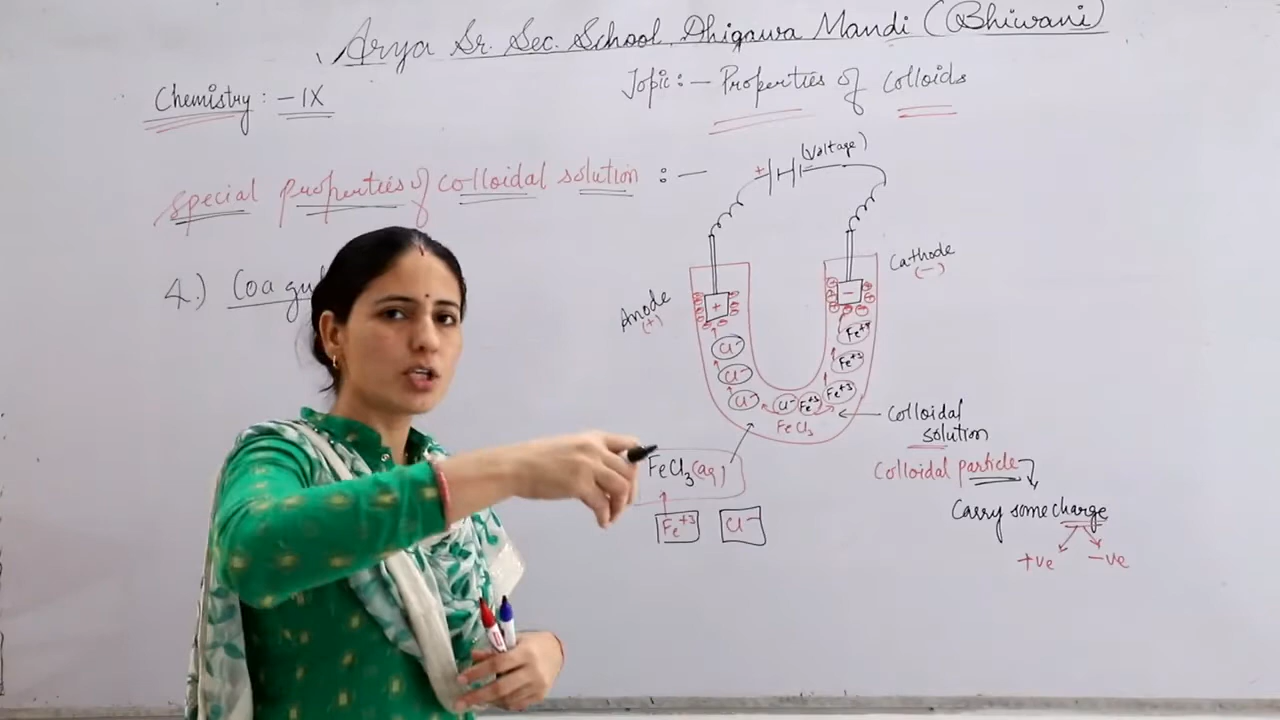 Arya Sr. Sec. School, Dhigawa Mandi (Bhiwani)
Chemistry : - IX
Topic :- Properties of Colloids
special properties of colloidal solution :-
4.) Coagul
(Voltage)
+
Anode
(+)
+
Cathode
(-)
-
Cl-
Cl-
Cl-
Cl-
Fe+3
Fe+3
Fe+3
Fe+3
FeCl3
Colloidal
solution
FeCl3(aq)
Fe+3
Cl-
Colloidal particle
Carry some charge
+ve
-ve